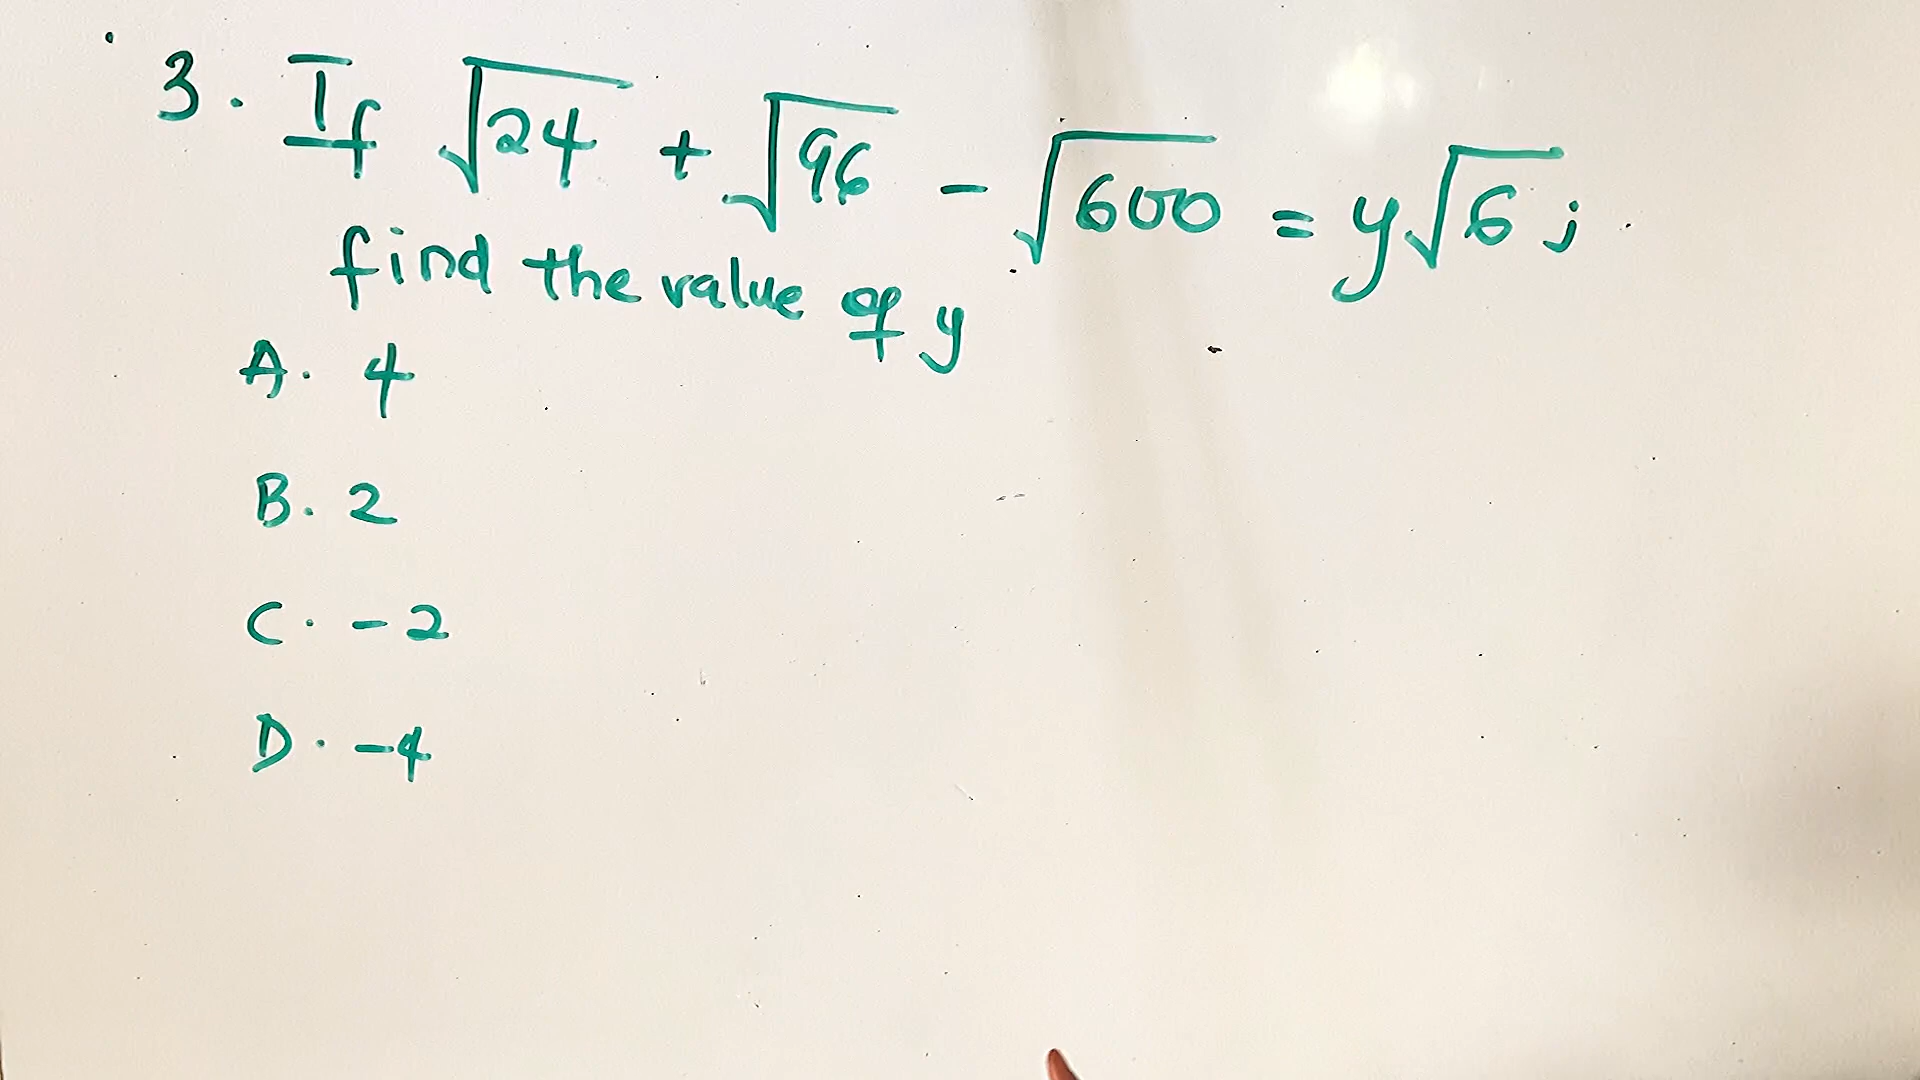 3. If √24 + √96 - √600 = y√6;
find the value of y
A. 4
B. 2
C. -2
D. -4